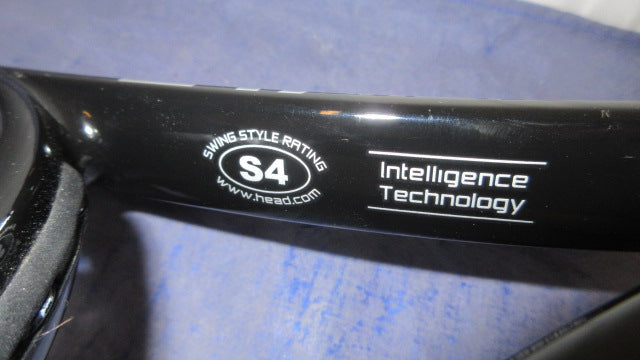 SWING STYLE RATING
S4
www.head.com
Intelligence
Technology